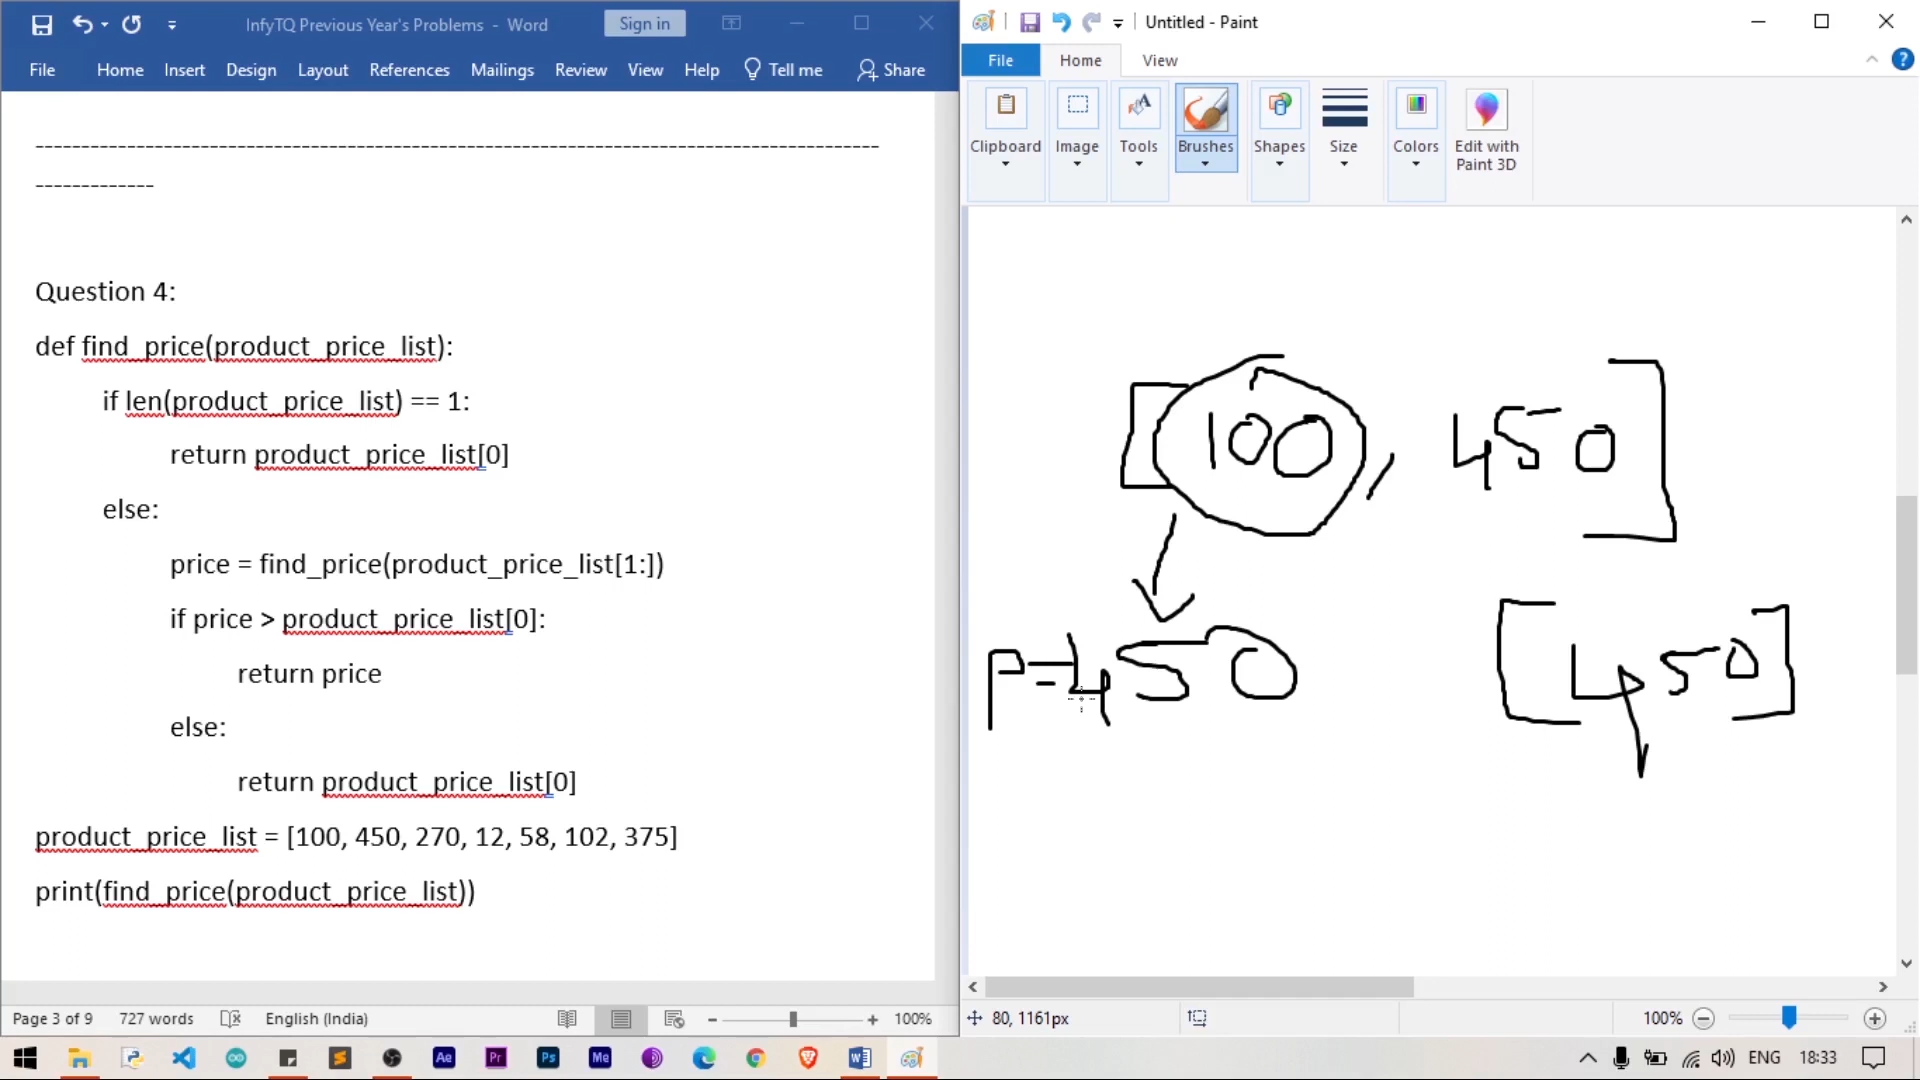 InfyTQ Previous Year's Problems - Word
Sign in
File Home Insert Design Layout References Mailings Review View Help Tell me Share
--------------------------------------------------------------------------------------------
-------------
Question 4:
def find_price(product_price_list):
if len(product_price_list) == 1:
return product_price_list[0]
else:
price = find_price(product_price_list[1:])
if price > product_price_list[0]:
return price
else:
return product_price_list[0]
product_price_list = [100, 450, 270, 12, 58, 102, 375]
print(find_price(product_price_list))
Page 3 of 9 727 words English (India) 100%
Untitled - Paint
File Home View
Clipboard Image Tools Brushes Shapes Size Colors Edit with
Paint 3D
[100, 450]
P=450 [450]
80, 1161px 100%
Ae Pr Ps Me ENG 18:33